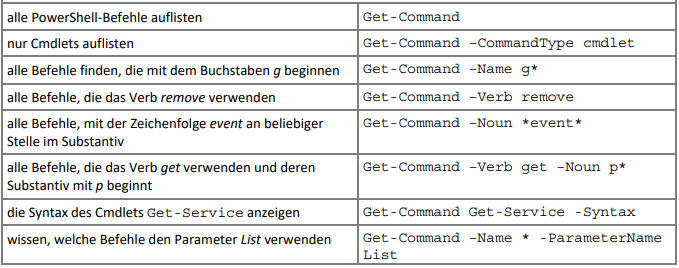 alle PowerShell-Befehle auflisten Get-Command
nur Cmdlets auflisten Get-Command –CommandType cmdlet
alle Befehle finden, die mit dem Buchstaben g beginnen Get-Command –Name g*
alle Befehle, die das Verb remove verwenden Get-Command –Verb remove
alle Befehle, mit der Zeichenfolge event an beliebiger Get-Command –Noun *event*
Stelle im Substantiv
alle Befehle, die das Verb get verwenden und deren Get-Command –Verb get –Noun p*
Substantiv mit p beginnt
die Syntax des Cmdlets Get-Service anzeigen Get-Command Get-Service -Syntax
wissen, welche Befehle den Parameter List verwenden Get-Command –Name * -ParameterName
List